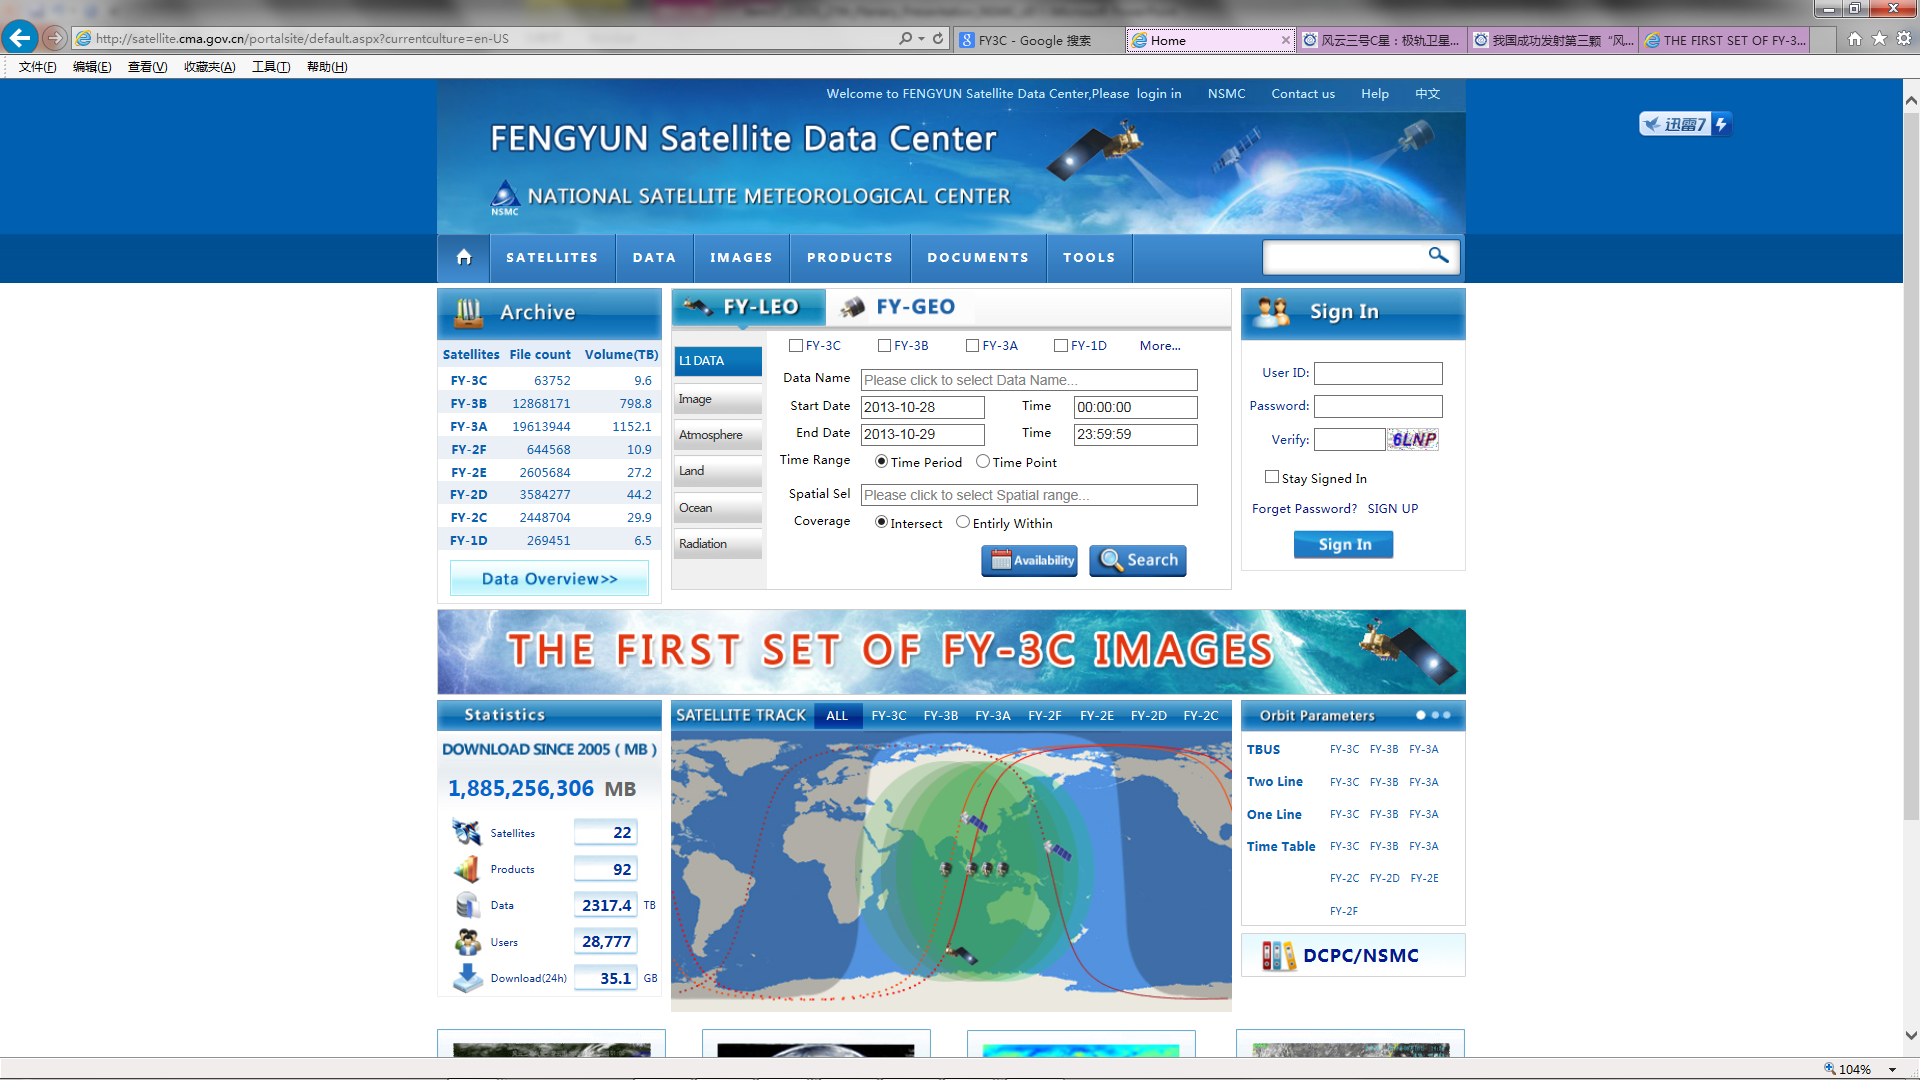 http://satellite.cma.gov.cn/portalsite/default.aspx?currentculture=en-US
FY3C - Google 搜索
Home
风云三号C星：极轨卫星...
我国成功发射第三颗“风...
THE FIRST SET OF FY-3...
文件(F) 编辑(E) 查看(V) 收藏夹(A) 工具(T) 帮助(H)
Welcome to FENGYUN Satellite Data Center,Please login in NSMC Contact us Help 中文
迅雷7
FENGYUN Satellite Data Center
NSMC
NATIONAL SATELLITE METEOROLOGICAL CENTER
SATELLITES DATA IMAGES PRODUCTS DOCUMENTS TOOLS
Archive
Satellites File count Volume(TB)
FY-3C 63752 9.6
FY-3B 12868171 798.8
FY-3A 19613944 1152.1
FY-2F 644568 10.9
FY-2E 2605684 27.2
FY-2D 3584277 44.2
FY-2C 2448704 29.9
FY-1D 269451 6.5
Data Overview>>
FY-LEO FY-GEO
L1 DATA
Image
Atmosphere
Land
Ocean
Radiation
FY-3C FY-3B FY-3A FY-1D More...
Data Name Please click to select Data Name...
Start Date 2013-10-28 Time 00:00:00
End Date 2013-10-29 Time 23:59:59
Time Range Time Period Time Point
Spatial Sel Please click to select Spatial range...
Coverage Intersect Entirly Within
Availability Search
Sign In
User ID:
Password:
Verify: 6LNP
Stay Signed In
Forget Password? SIGN UP
Sign In
THE FIRST SET OF FY-3C IMAGES
Statistics
DOWNLOAD SINCE 2005 ( MB )
1,885,256,306 MB
Satellites 22
Products 92
Data 2317.4 TB
Users 28,777
Download(24h) 35.1 GB
SATELLITE TRACK ALL FY-3C FY-3B FY-3A FY-2F FY-2E FY-2D FY-2C
Orbit Parameters
TBUS FY-3C FY-3B FY-3A
Two Line FY-3C FY-3B FY-3A
One Line FY-3C FY-3B FY-3A
Time Table FY-3C FY-3B FY-3A
FY-2C FY-2D FY-2E
FY-2F
DCPC/NSMC
104%